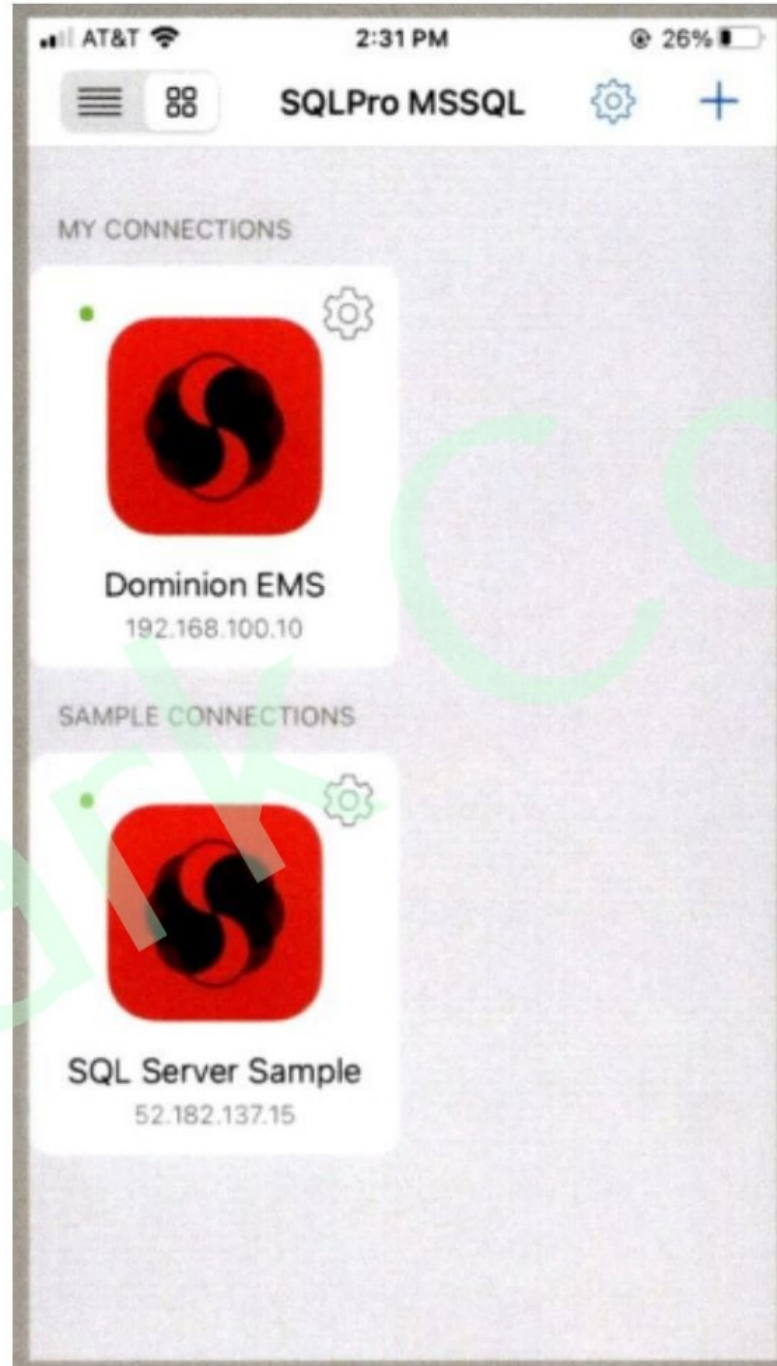 AT&T 2:31 PM 26%
SQLPro MSSQL
MY CONNECTIONS
Dominion EMS
192.168.100.10
SAMPLE CONNECTIONS
SQL Server Sample
52.182.137.15